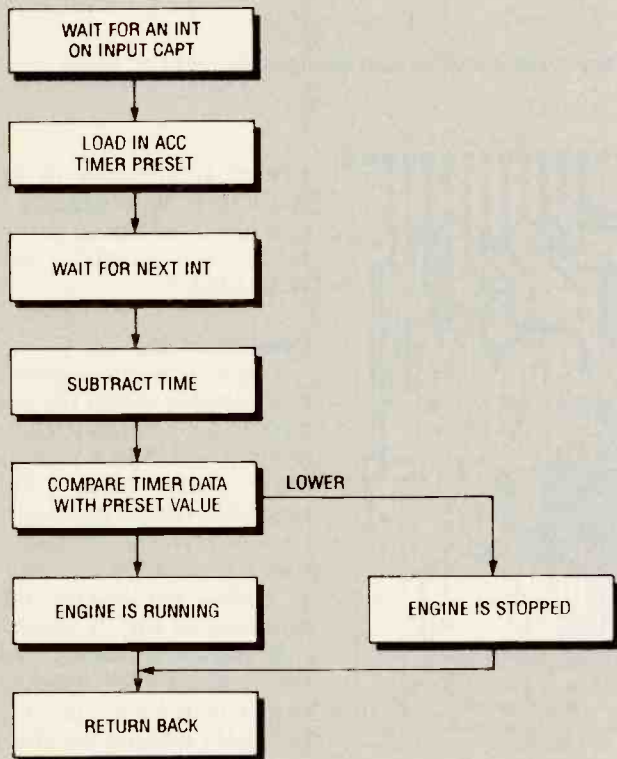 WAIT FOR AN INT
ON INPUT CAPT
LOAD IN ACC
TIMER PRESET
WAIT FOR NEXT INT
SUBTRACT TIME
COMPARE TIMER DATA
WITH PRESET VALUE
LOWER
ENGINE IS RUNNING
ENGINE IS STOPPED
RETURN BACK